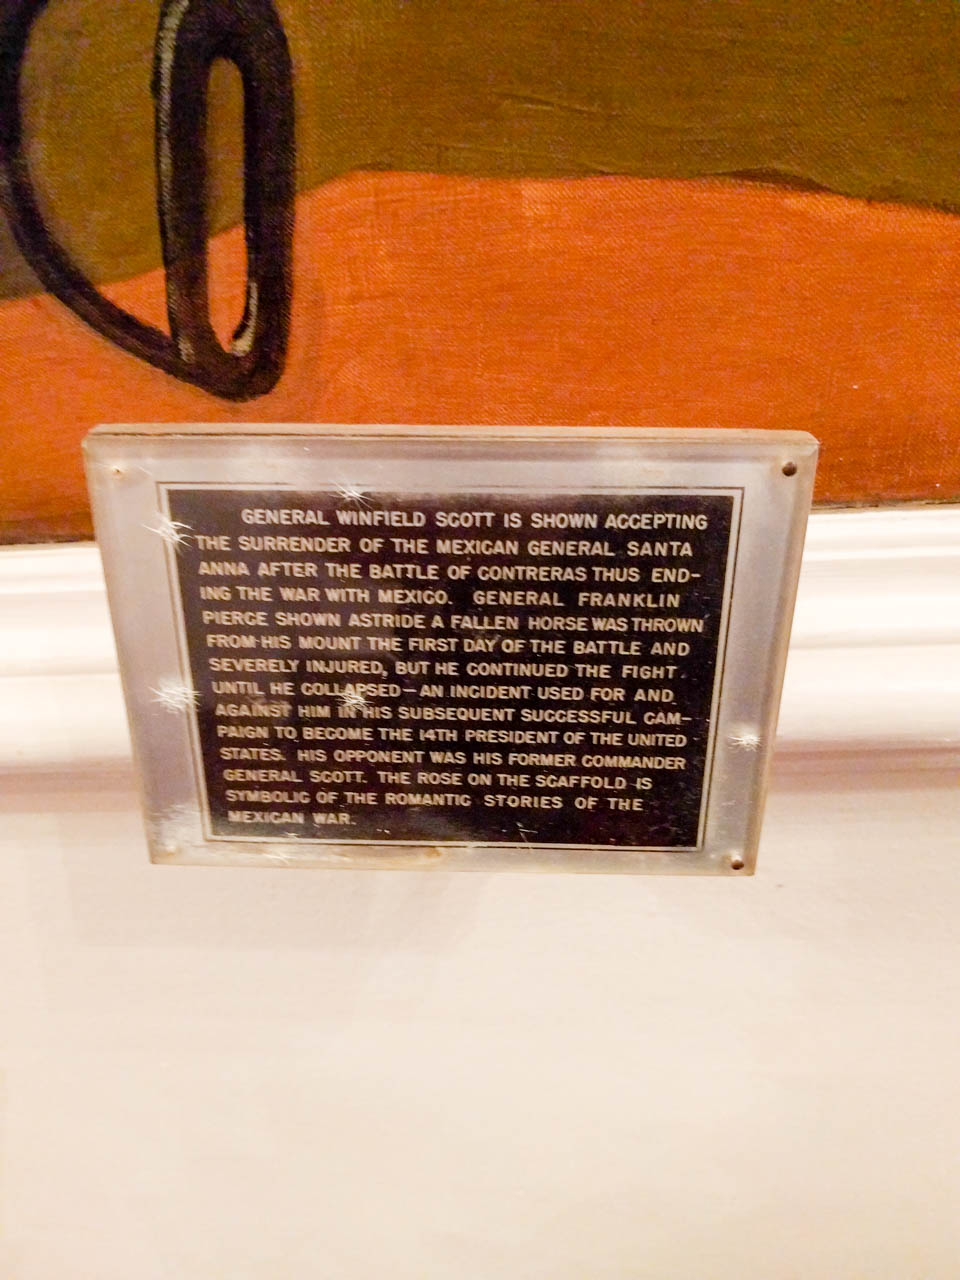 GENERAL WINFIELD SCOTT IS SHOWN ACCEPTING
THE SURRENDER OF THE MEXICAN GENERAL SANTA
ANNA AFTER THE BATTLE OF CONTRERAS THUS END-
ING THE WAR WITH MEXICO. GENERAL FRANKLIN
PIERCE SHOWN ASTRIDE A FALLEN HORSE WAS THROWN
FROM HIS MOUNT THE FIRST DAY OF THE BATTLE AND
SEVERELY INJURED, BUT HE CONTINUED THE FIGHT
UNTIL HE COLLAPSED—AN INCIDENT USED FOR AND
AGAINST HIM IN HIS SUBSEQUENT SUCCESSFUL CAM-
PAIGN TO BECOME THE 14TH PRESIDENT OF THE UNITED
STATES. HIS OPPONENT WAS HIS FORMER COMMANDER
GENERAL SCOTT. THE ROSE ON THE SCAFFOLD IS
SYMBOLIC OF THE ROMANTIC STORIES OF THE
MEXICAN WAR.